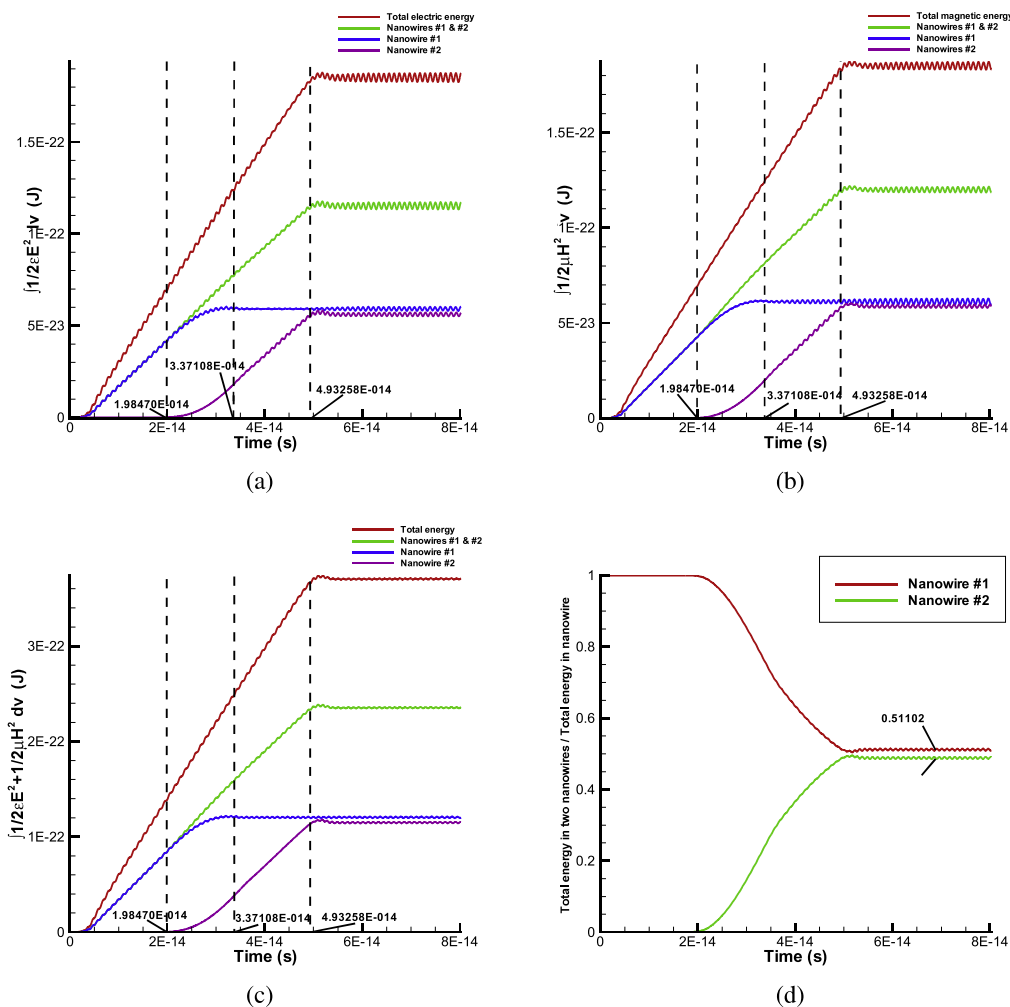 Total electric energy
Nanowires #1 & #2
Nanowire #1
Nanowire #2
∫1/2εE² dv (J)
1.5E-22
1E-22
5E-23
0
3.37108E-014
1.98470E-014
4.93258E-014
0 2E-14 4E-14 6E-14 8E-14
Time (s)
(a)
Total magnetic energy
Nanowires #1 & #2
Nanowires #1
Nanowires #2
∫1/2μH² v (J)
1.5E-22
1E-22
5E-23
0
1.98470E-014
3.37108E-014
4.93258E-014
0 2E-14 4E-14 6E-14 8E-14
Time (s)
(b)
Total energy
Nanowires #1 & #2
Nanowire #1
Nanowire #2
∫1/2εE²+1/2μH² dv (J)
3E-22
2E-22
1E-22
0
1.98470E-014
3.37108E-014
4.93258E-014
0 2E-14 4E-14 6E-14 8E-14
Time (s)
(c)
Nanowire #1
Nanowire #2
Total energy in two nanowires / Total energy in nanowire
1
0.8
0.6
0.4
0.2
0
0.51102
0 2E-14 4E-14 6E-14 8E-14
Time (s)
(d)